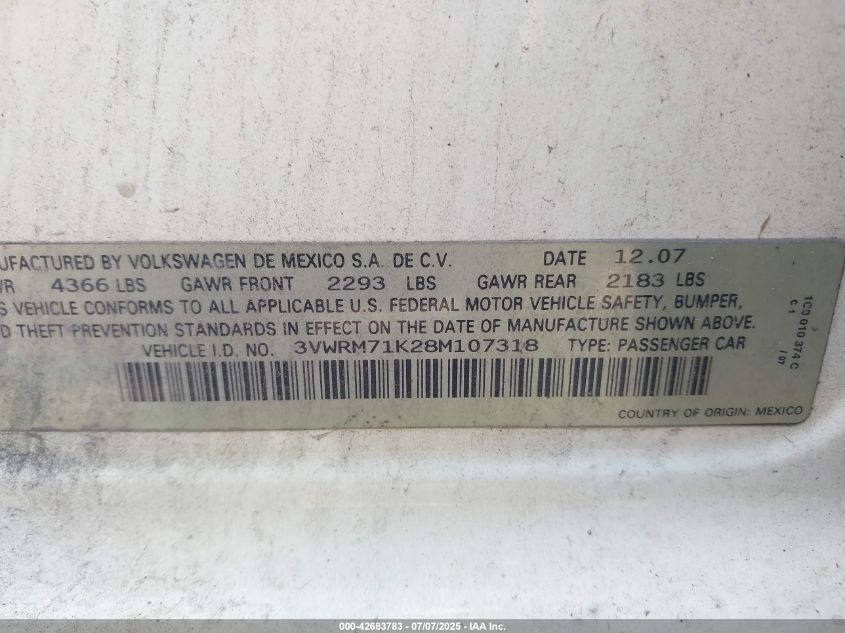 UFACTURED BY VOLKSWAGEN DE MEXICO S.A. DE C.V. DATE 12.07
WR 4366 LBS GAWR FRONT 2293 LBS GAWR REAR 2183 LBS
S VEHICLE CONFORMS TO ALL APPLICABLE U.S. FEDERAL MOTOR VEHICLE SAFETY, BUMPER,
D THEFT PREVENTION STANDARDS IN EFFECT ON THE DATE OF MANUFACTURE SHOWN ABOVE.
VEHICLE I.D. NO. 3VWRM71K28M107318 TYPE: PASSENGER CAR
COUNTRY OF ORIGIN: MEXICO
1C0 010 374 C
C1 / 07
000-42683783 - 07/07/2025 - IAA Inc.